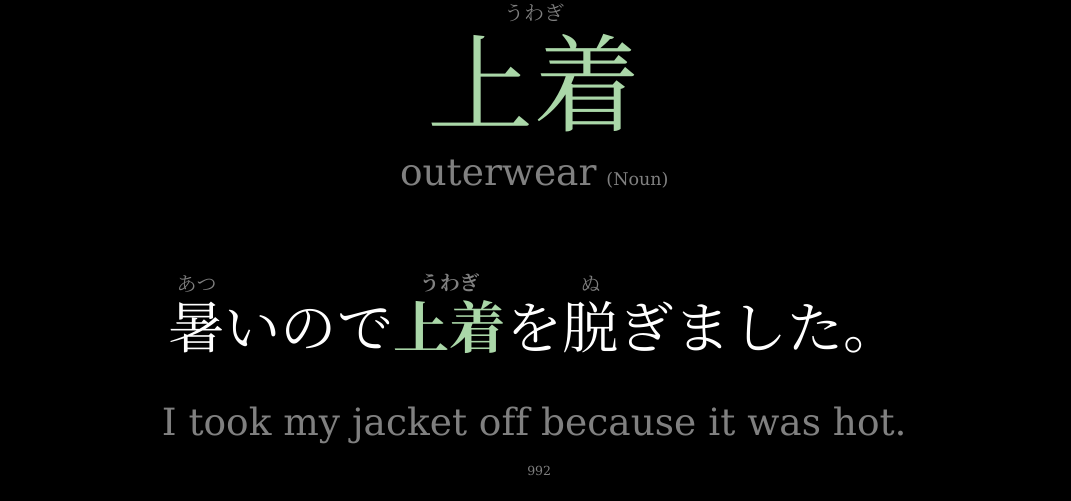 うわぎ
上着
outerwear (Noun)
あつ うわぎ ぬ
暑いので上着を脱ぎました。
I took my jacket off because it was hot.
992